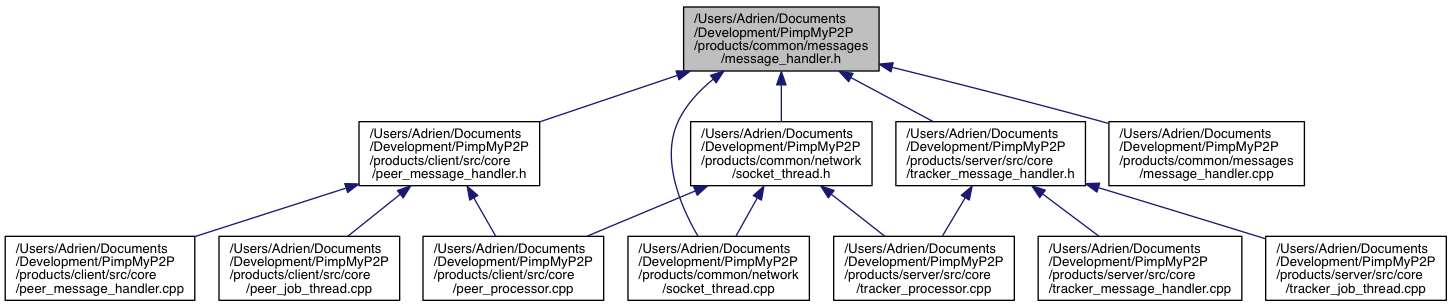 /Users/Adrien/Documents
/Development/PimpMyP2P
/products/common/messages
/message_handler.h
/Users/Adrien/Documents
/Development/PimpMyP2P
/products/client/src/core
/peer_message_handler.h
/Users/Adrien/Documents
/Development/PimpMyP2P
/products/common/network
/socket_thread.h
/Users/Adrien/Documents
/Development/PimpMyP2P
/products/server/src/core
/tracker_message_handler.h
/Users/Adrien/Documents
/Development/PimpMyP2P
/products/common/messages
/message_handler.cpp
/Users/Adrien/Documents
/Development/PimpMyP2P
/products/client/src/core
/peer_message_handler.cpp
/Users/Adrien/Documents
/Development/PimpMyP2P
/products/client/src/core
/peer_job_thread.cpp
/Users/Adrien/Documents
/Development/PimpMyP2P
/products/client/src/core
/peer_processor.cpp
/Users/Adrien/Documents
/Development/PimpMyP2P
/products/common/network
/socket_thread.cpp
/Users/Adrien/Documents
/Development/PimpMyP2P
/products/server/src/core
/tracker_processor.cpp
/Users/Adrien/Documents
/Development/PimpMyP2P
/products/server/src/core
/tracker_message_handler.cpp
/Users/Adrien/Documents
/Development/PimpMyP2P
/products/server/src/core
/tracker_job_thread.cpp